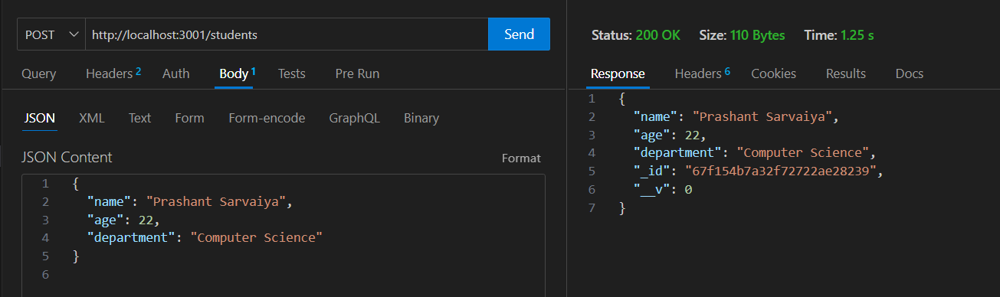 POST http://localhost:3001/students Send
Query Headers 2 Auth Body 1 Tests Pre Run
JSON XML Text Form Form-encode GraphQL Binary
JSON Content Format
1 {
2 "name": "Prashant Sarvaiya",
3 "age": 22,
4 "department": "Computer Science"
5 }
6
Status: 200 OK Size: 110 Bytes Time: 1.25 s
Response Headers 6 Cookies Results Docs
1 {
2 "name": "Prashant Sarvaiya",
3 "age": 22,
4 "department": "Computer Science",
5 "_id": "67f154b7a32f72722ae28239",
6 "__v": 0
7 }